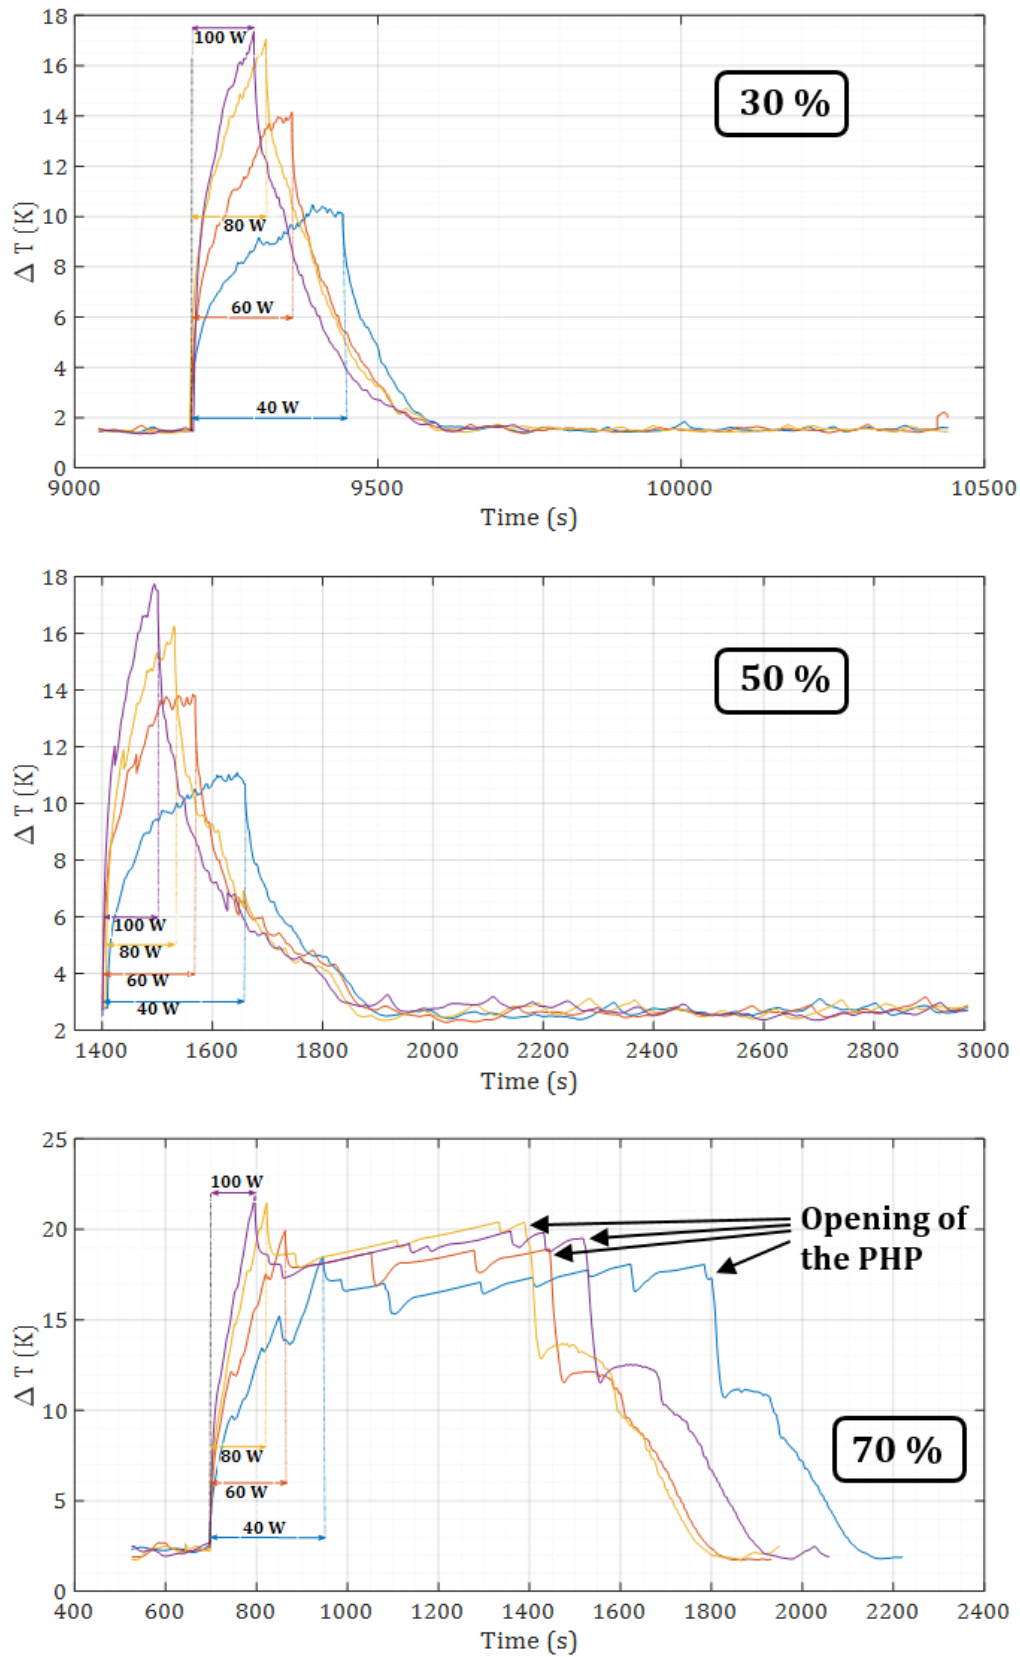 18
100 W
16
30 %
14
12
Δ T (K)
10
80 W
8
6
60 W
4
40 W
2
0
9000 9500 10000 10500
Time (s)
18
16
50 %
14
12
Δ T (K)
10
8
6
100 W
80 W
4
60 W
40 W
2
1400 1600 1800 2000 2200 2400 2600 2800 3000
Time (s)
25
100 W
20
Opening of
the PHP
15
Δ T (K)
10
70 %
80 W
5
60 W
40 W
0
400 600 800 1000 1200 1400 1600 1800 2000 2200 2400
Time (s)